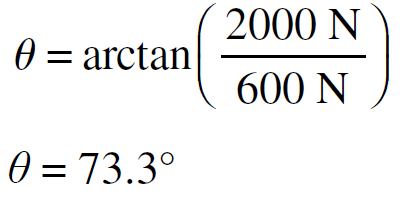 θ = arctan(2000 N / 600 N)
θ = 73.3°